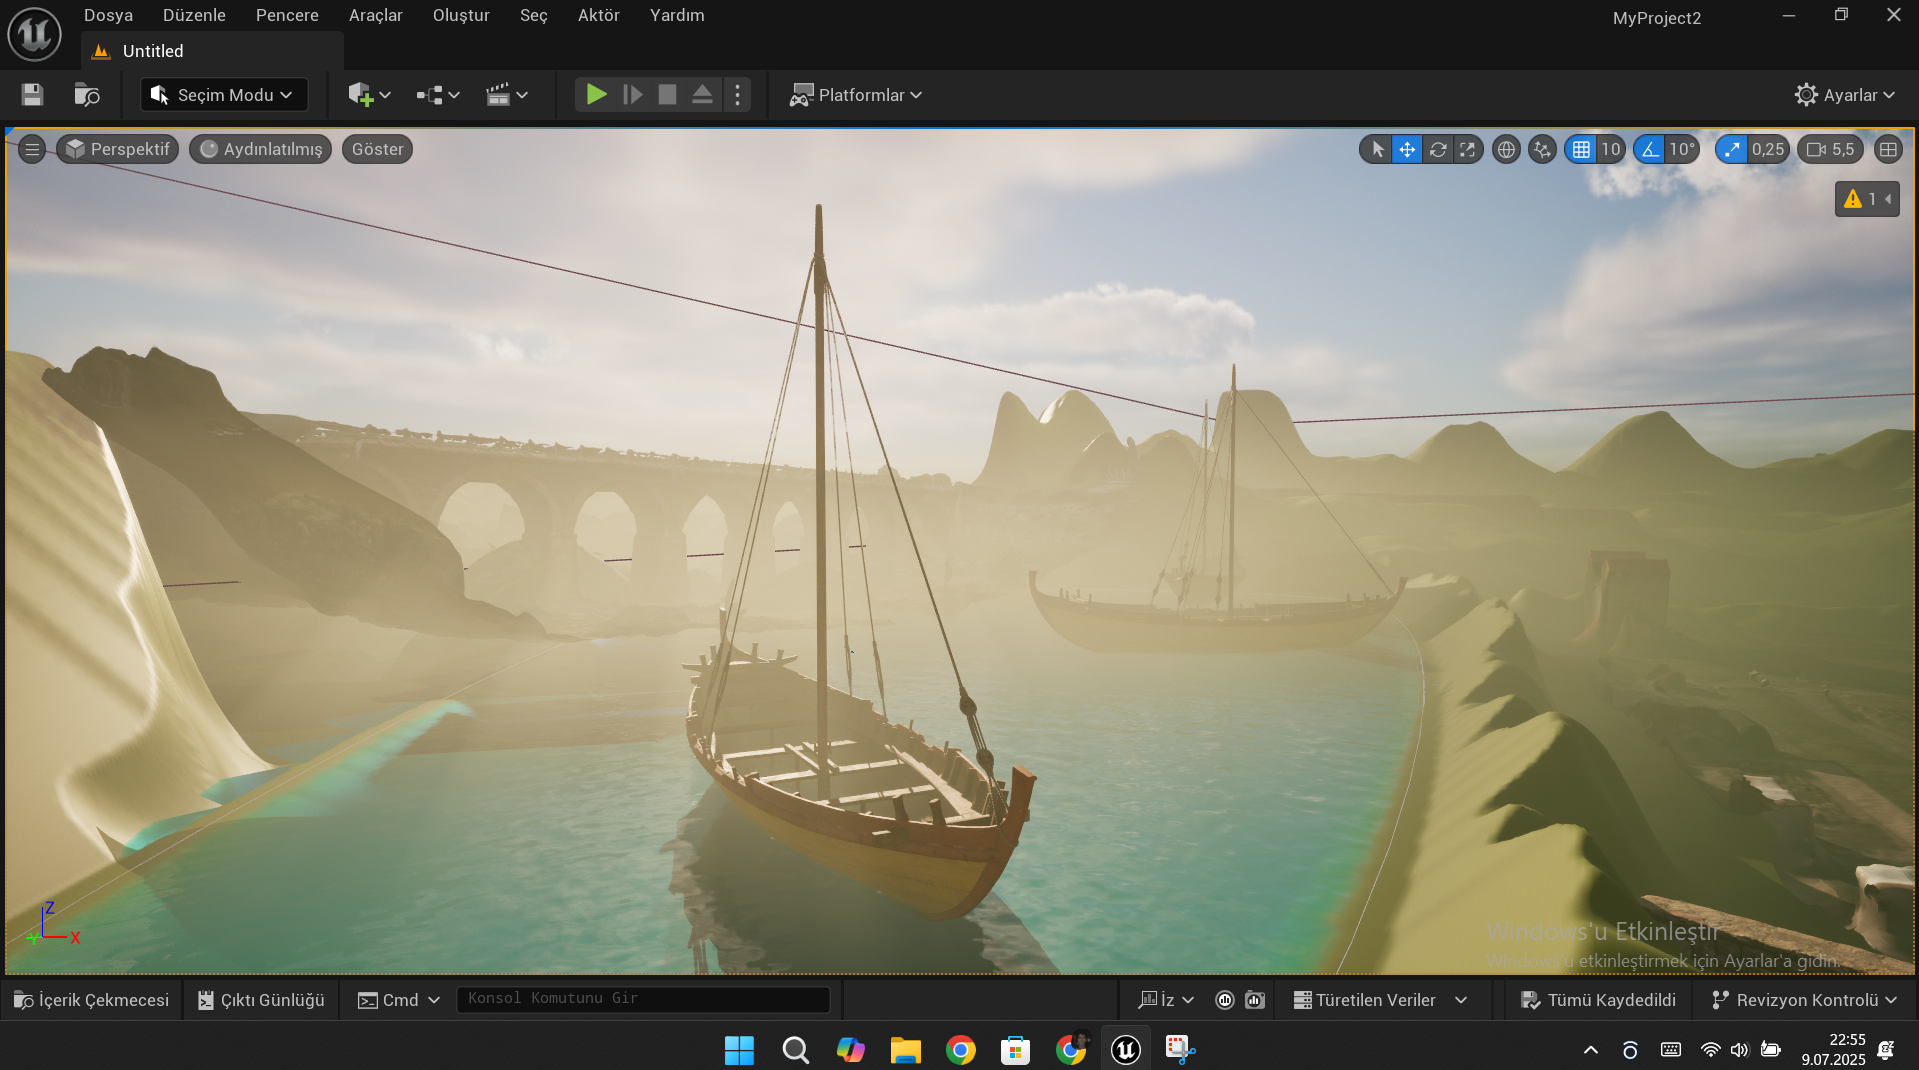 Dosya Düzenle Pencere Araçlar Oluştur Seç Aktör Yardım
MyProject2
Untitled
Seçim Modu
Platformlar
Ayarlar
Perspektif Aydınlatılmış Göster
10 10° 0,25 5,5
1
Z
Y X
Windows'u Etkinleştir
Windows'u etkinleştirmek için Ayarlar'a gidin.
İçerik Çekmecesi Çıktı Günlüğü Cmd Konsol Komutunu Gir İz Türetilen Veriler Tümü Kaydedildi Revizyon Kontrolü
22:55
9.07.2025